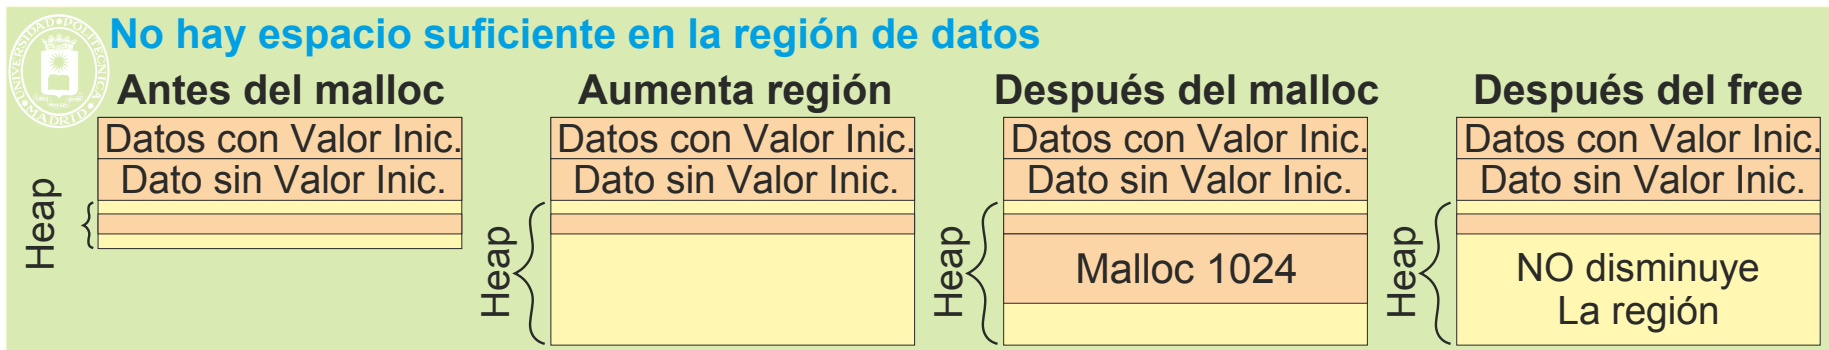 No hay espacio suficiente en la región de datos
Antes del malloc
Datos con Valor Inic.
Dato sin Valor Inic.
Heap
Aumenta región
Datos con Valor Inic.
Dato sin Valor Inic.
Heap
Después del malloc
Datos con Valor Inic.
Dato sin Valor Inic.
Malloc 1024
Heap
Después del free
Datos con Valor Inic.
Dato sin Valor Inic.
NO disminuye
La región
Heap
UNIVERSIDAD POLITECNICA
MADRID